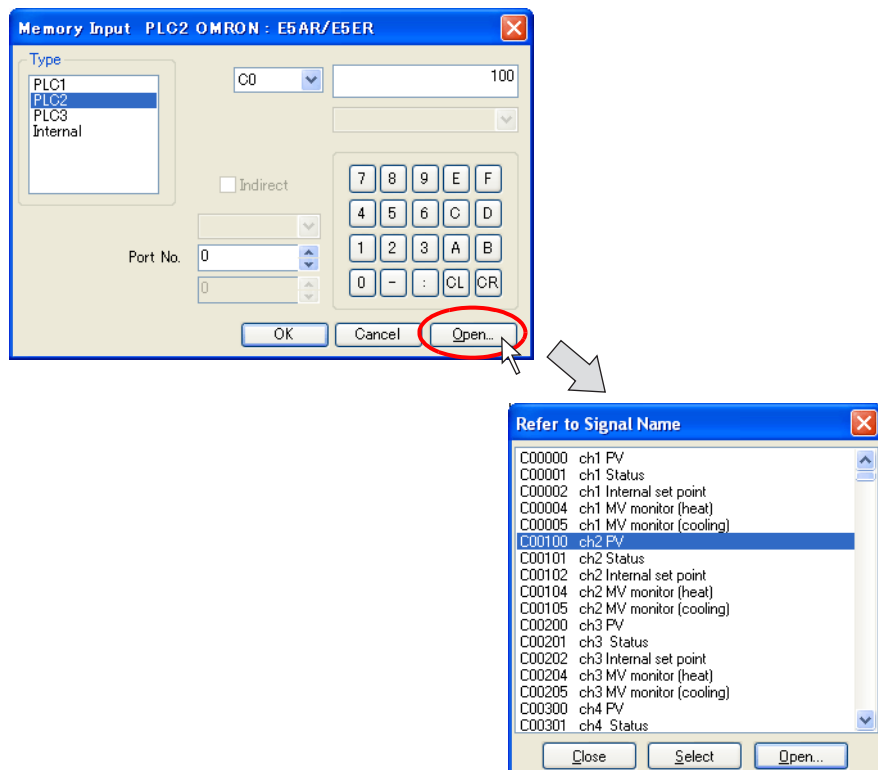 Memory Input PLC2 OMRON : E5AR/E5ER
Type
PLC1
PLC2
PLC3
Internal
C0
100
Indirect
Port No. 0
0
7 8 9 E F
4 5 6 C D
1 2 3 A B
0 - : CL CR
OK Cancel Open...
Refer to Signal Name
C00000 ch1 PV
C00001 ch1 Status
C00002 ch1 Internal set point
C00004 ch1 MV monitor (heat)
C00005 ch1 MV monitor (cooling)
C00100 ch2 PV
C00101 ch2 Status
C00102 ch2 Internal set point
C00104 ch2 MV monitor (heat)
C00105 ch2 MV monitor (cooling)
C00200 ch3 PV
C00201 ch3 Status
C00202 ch3 Internal set point
C00204 ch3 MV monitor (heat)
C00205 ch3 MV monitor (cooling)
C00300 ch4 PV
C00301 ch4 Status
Close Select Open...